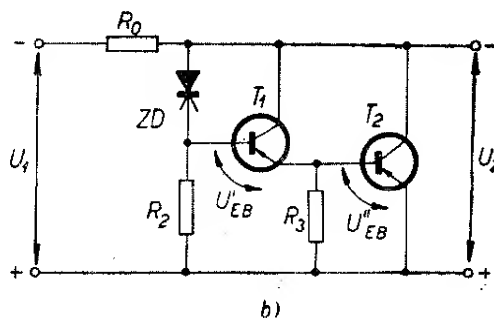 R0
- -
T1
T2
ZD
U1
U2
R2
U'EB
R3
U"EB
+ +
b)